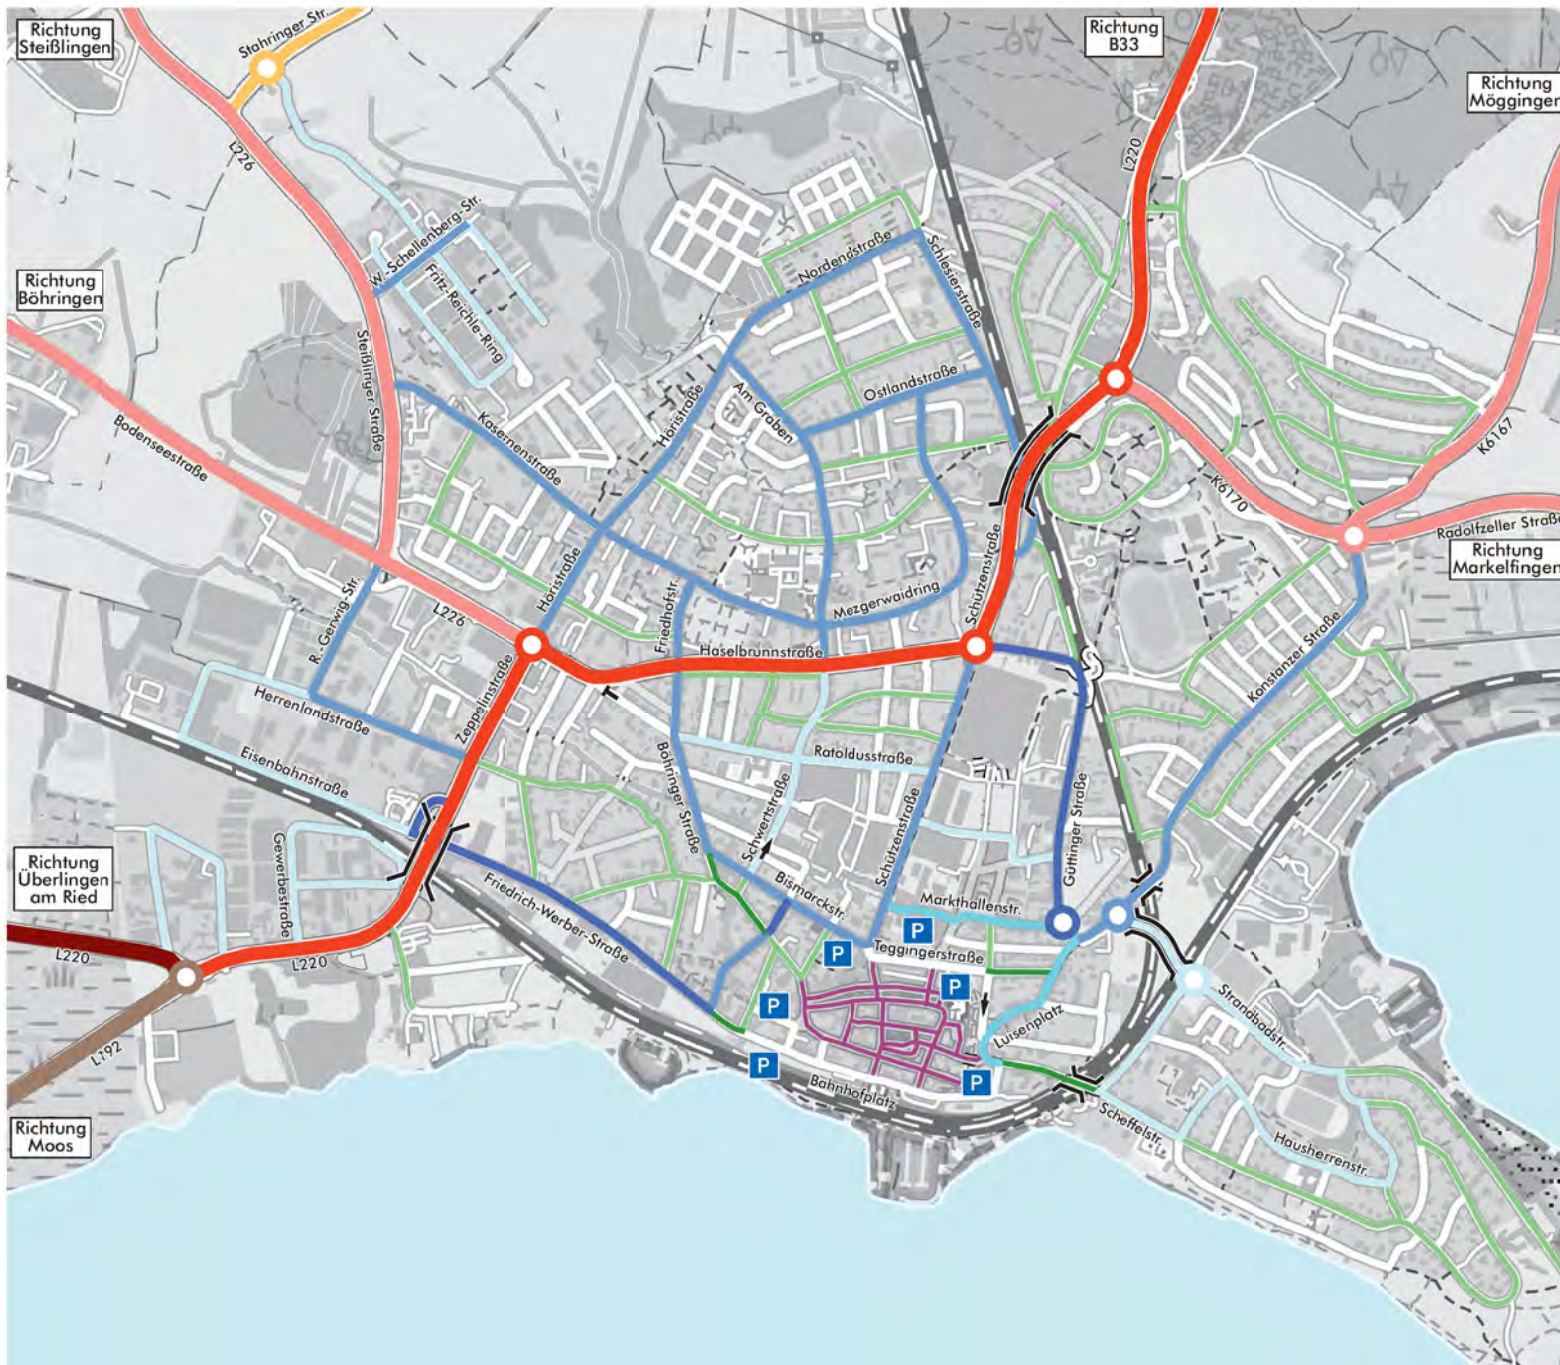 Richtung
Steißlingen
Stahringer Str.
Richtung
B33
Richtung
Möggingen
L226
L220
W.-Schellenberg-Str.
Fritz-Reichle-Ring
Nordendstraße
Schlesierstraße
Richtung
Böhringen
Steißlinger Straße
Bodenseestraße
Kasernenstraße
Höristraße
Am Graben
Ostlandstraße
K6167
K6170
Radolfzeller Straße
Richtung
Markelfingen
Höristraße
Friedhofstr.
Mezgerwaidring
Schützenstraße
R.-Gerwig-Str.
L226
Haselbrunnstraße
Konstanzer Straße
Herrenlandstraße
Zeppelinstraße
Eisenbahnstraße
Böhringer Straße
Ratoldusstraße
Schwertstraße
Schützenstraße
Güttinger Straße
Gewerbestraße
Richtung
Überlingen
am Ried
Friedrich-Werber-Straße
Bismarckstr.
Markthallenstr.
P
P
Teggingerstraße
L220
L220
P
P
Strandbadstr.
Luisenplatz
L192
P
P
Bahnhofplatz
Scheffelstr.
Hausherrenstr.
Richtung
Moos